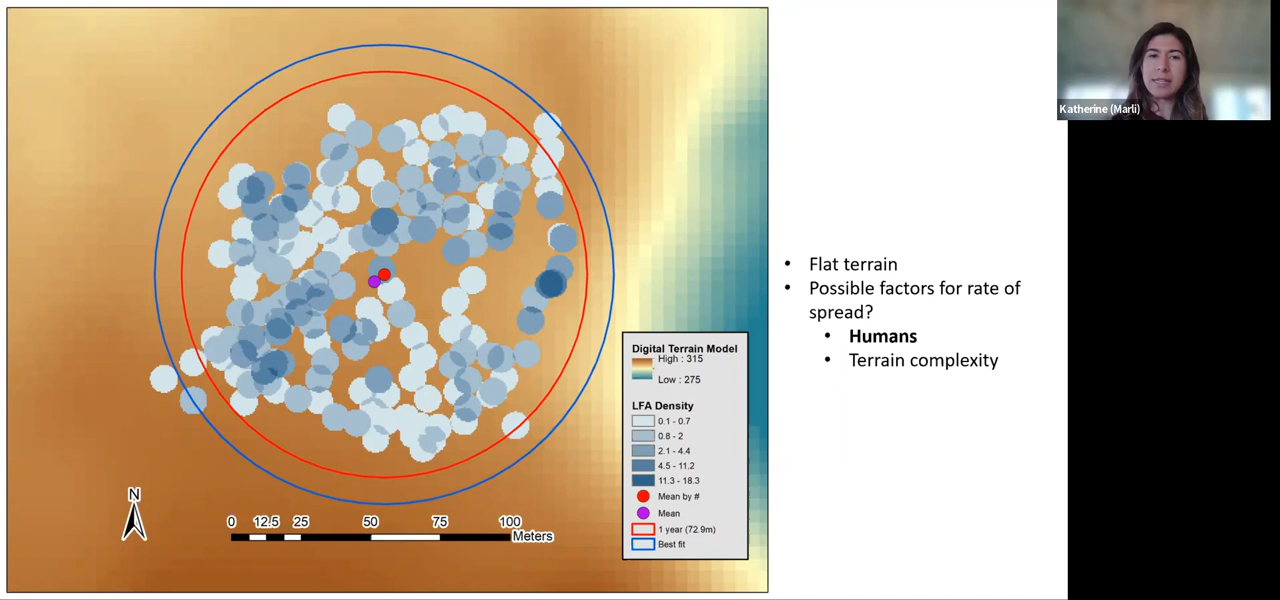 Katherine (Marli)
• Flat terrain
• Possible factors for rate of
spread?
• Humans
• Terrain complexity
Digital Terrain Model
High : 315
Low : 275
LFA Density
0.1 - 0.7
0.8 - 2
2.1 - 4.4
4.5 - 11.2
11.3 - 18.3
Mean by #
Mean
1 year (72.9m)
Best fit
N
0 12.5 25 50 75 100
Meters